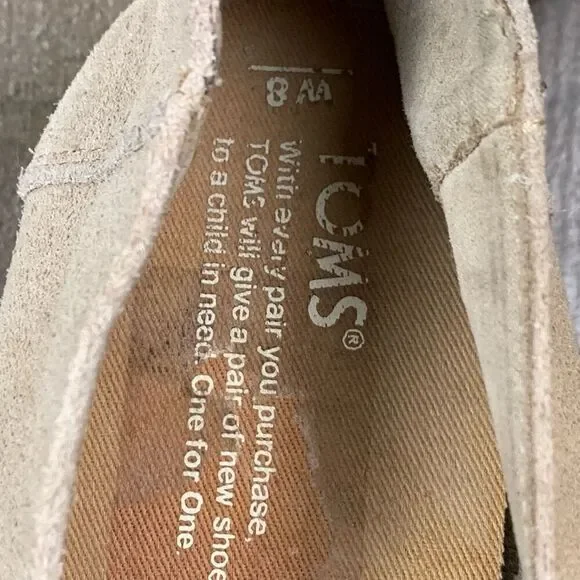 W 8
TOMS®
With every pair you purchase,
TOMS will give a pair of new shoe
to a child in need. One for One.